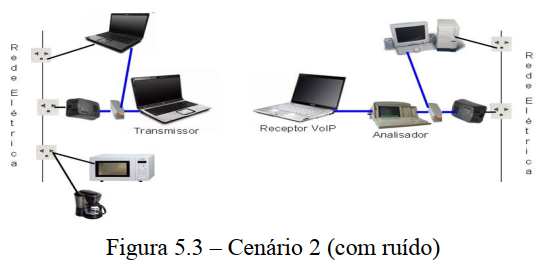 Rede Elétrica
Transmissor
Receptor VoIP
Analisador
Rede Elétrica
Figura 5.3 – Cenário 2 (com ruído)